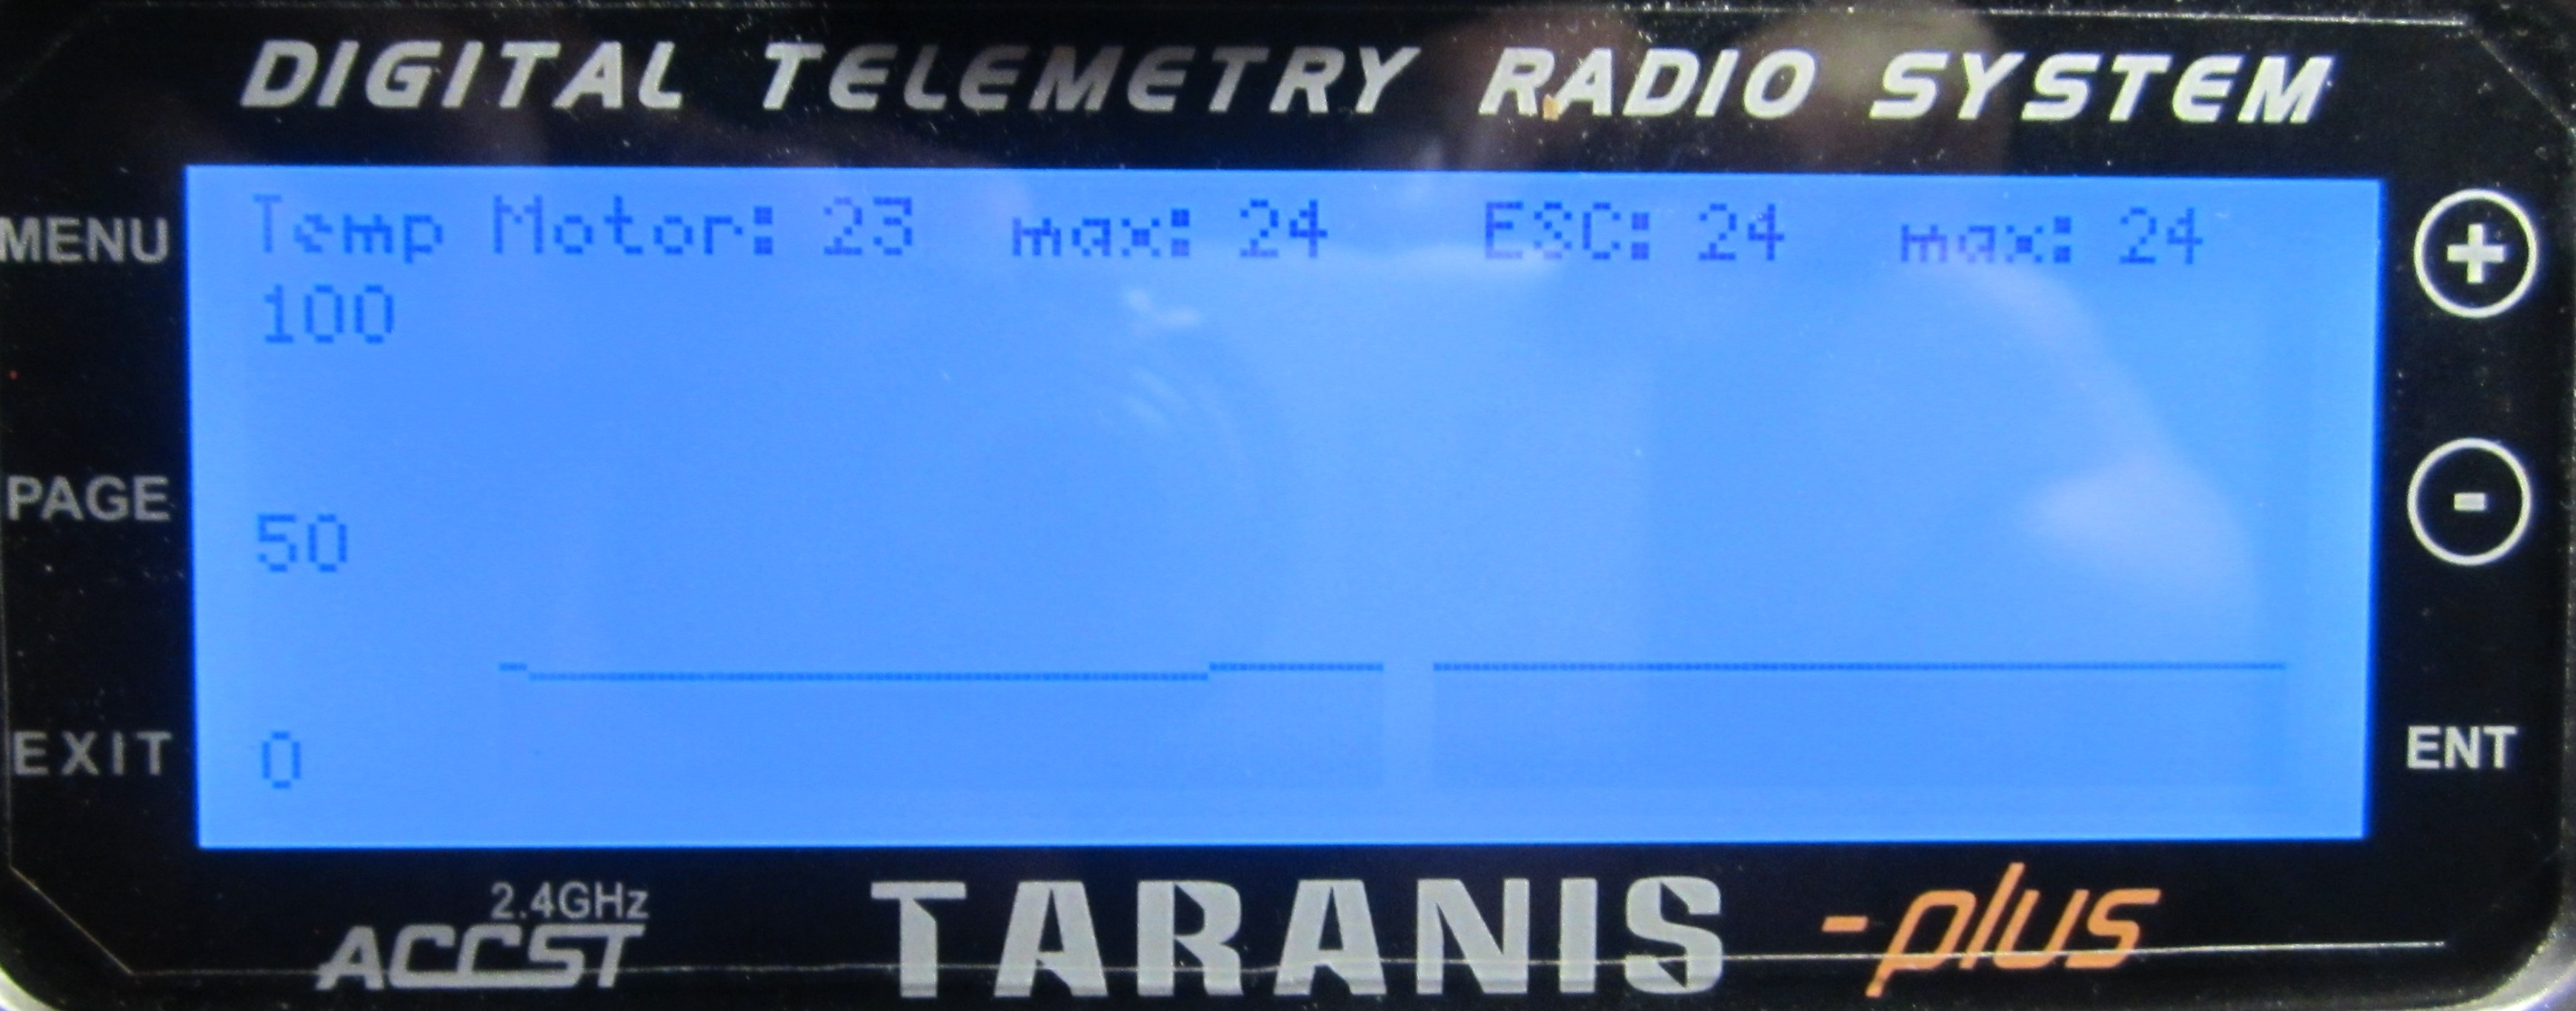 DIGITAL TELEMETRY RADIO SYSTEM
MENU
Temp Motor: 23 max: 24 ESC: 24 max: 24
+
100
PAGE
50
-
EXIT
0
ENT
2.4GHz
ACCST
TARANIS -plus